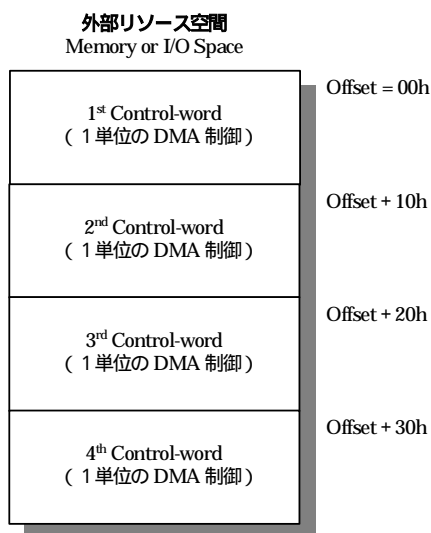 外部リソース空間
Memory or I/O Space
Offset = 00h
1st Control-word
( 1単位の DMA 制御 )
Offset + 10h
2nd Control-word
( 1単位の DMA 制御 )
Offset + 20h
3rd Control-word
( 1単位の DMA 制御 )
Offset + 30h
4th Control-word
( 1単位の DMA 制御 )